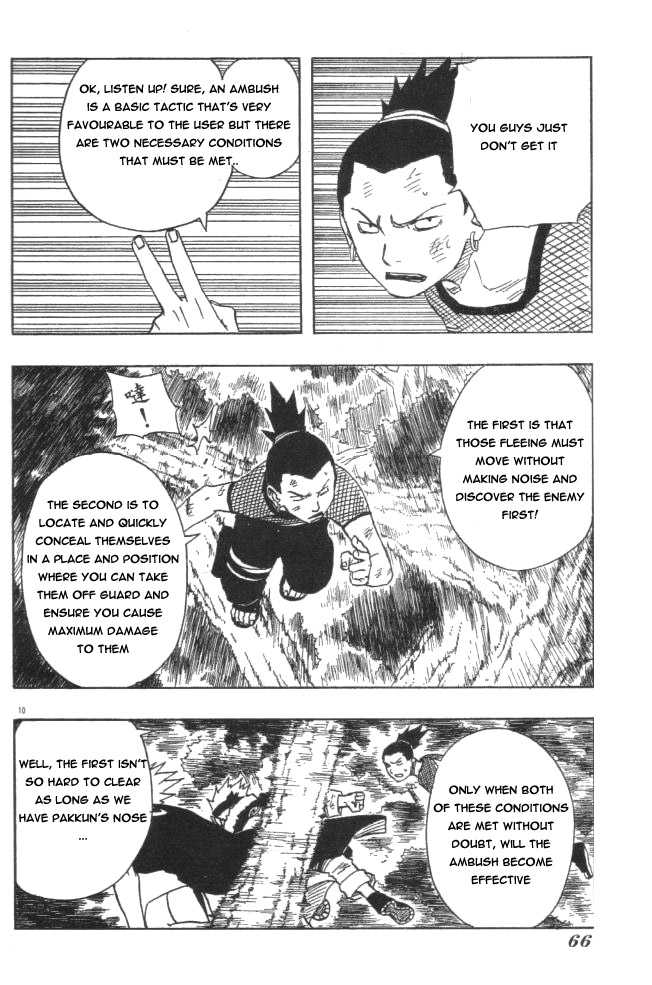 YOU GUYS JUST
DON'T GET IT
OK, LISTEN UP! SURE, AN AMBUSH
IS A BASIC TACTIC THAT'S VERY
FAVOURABLE TO THE USER BUT THERE
ARE TWO NECESSARY CONDITIONS
THAT MUST BE MET..
THE FIRST IS THAT
THOSE FLEEING MUST
MOVE WITHOUT
MAKING NOISE AND
DISCOVER THE ENEMY
FIRST!
噠
!
THE SECOND IS TO
LOCATE AND QUICKLY
CONCEAL THEMSELVES
IN A PLACE AND POSITION
WHERE YOU CAN TAKE
THEM OFF GUARD AND
ENSURE YOU CAUSE
MAXIMUM DAMAGE
TO THEM
10
ONLY WHEN BOTH
OF THESE CONDITIONS
ARE MET WITHOUT
DOUBT, WILL THE
AMBUSH BECOME
EFFECTIVE
WELL, THE FIRST ISN'T
SO HARD TO CLEAR
AS LONG AS WE
HAVE PAKKUN'S NOSE
...
66